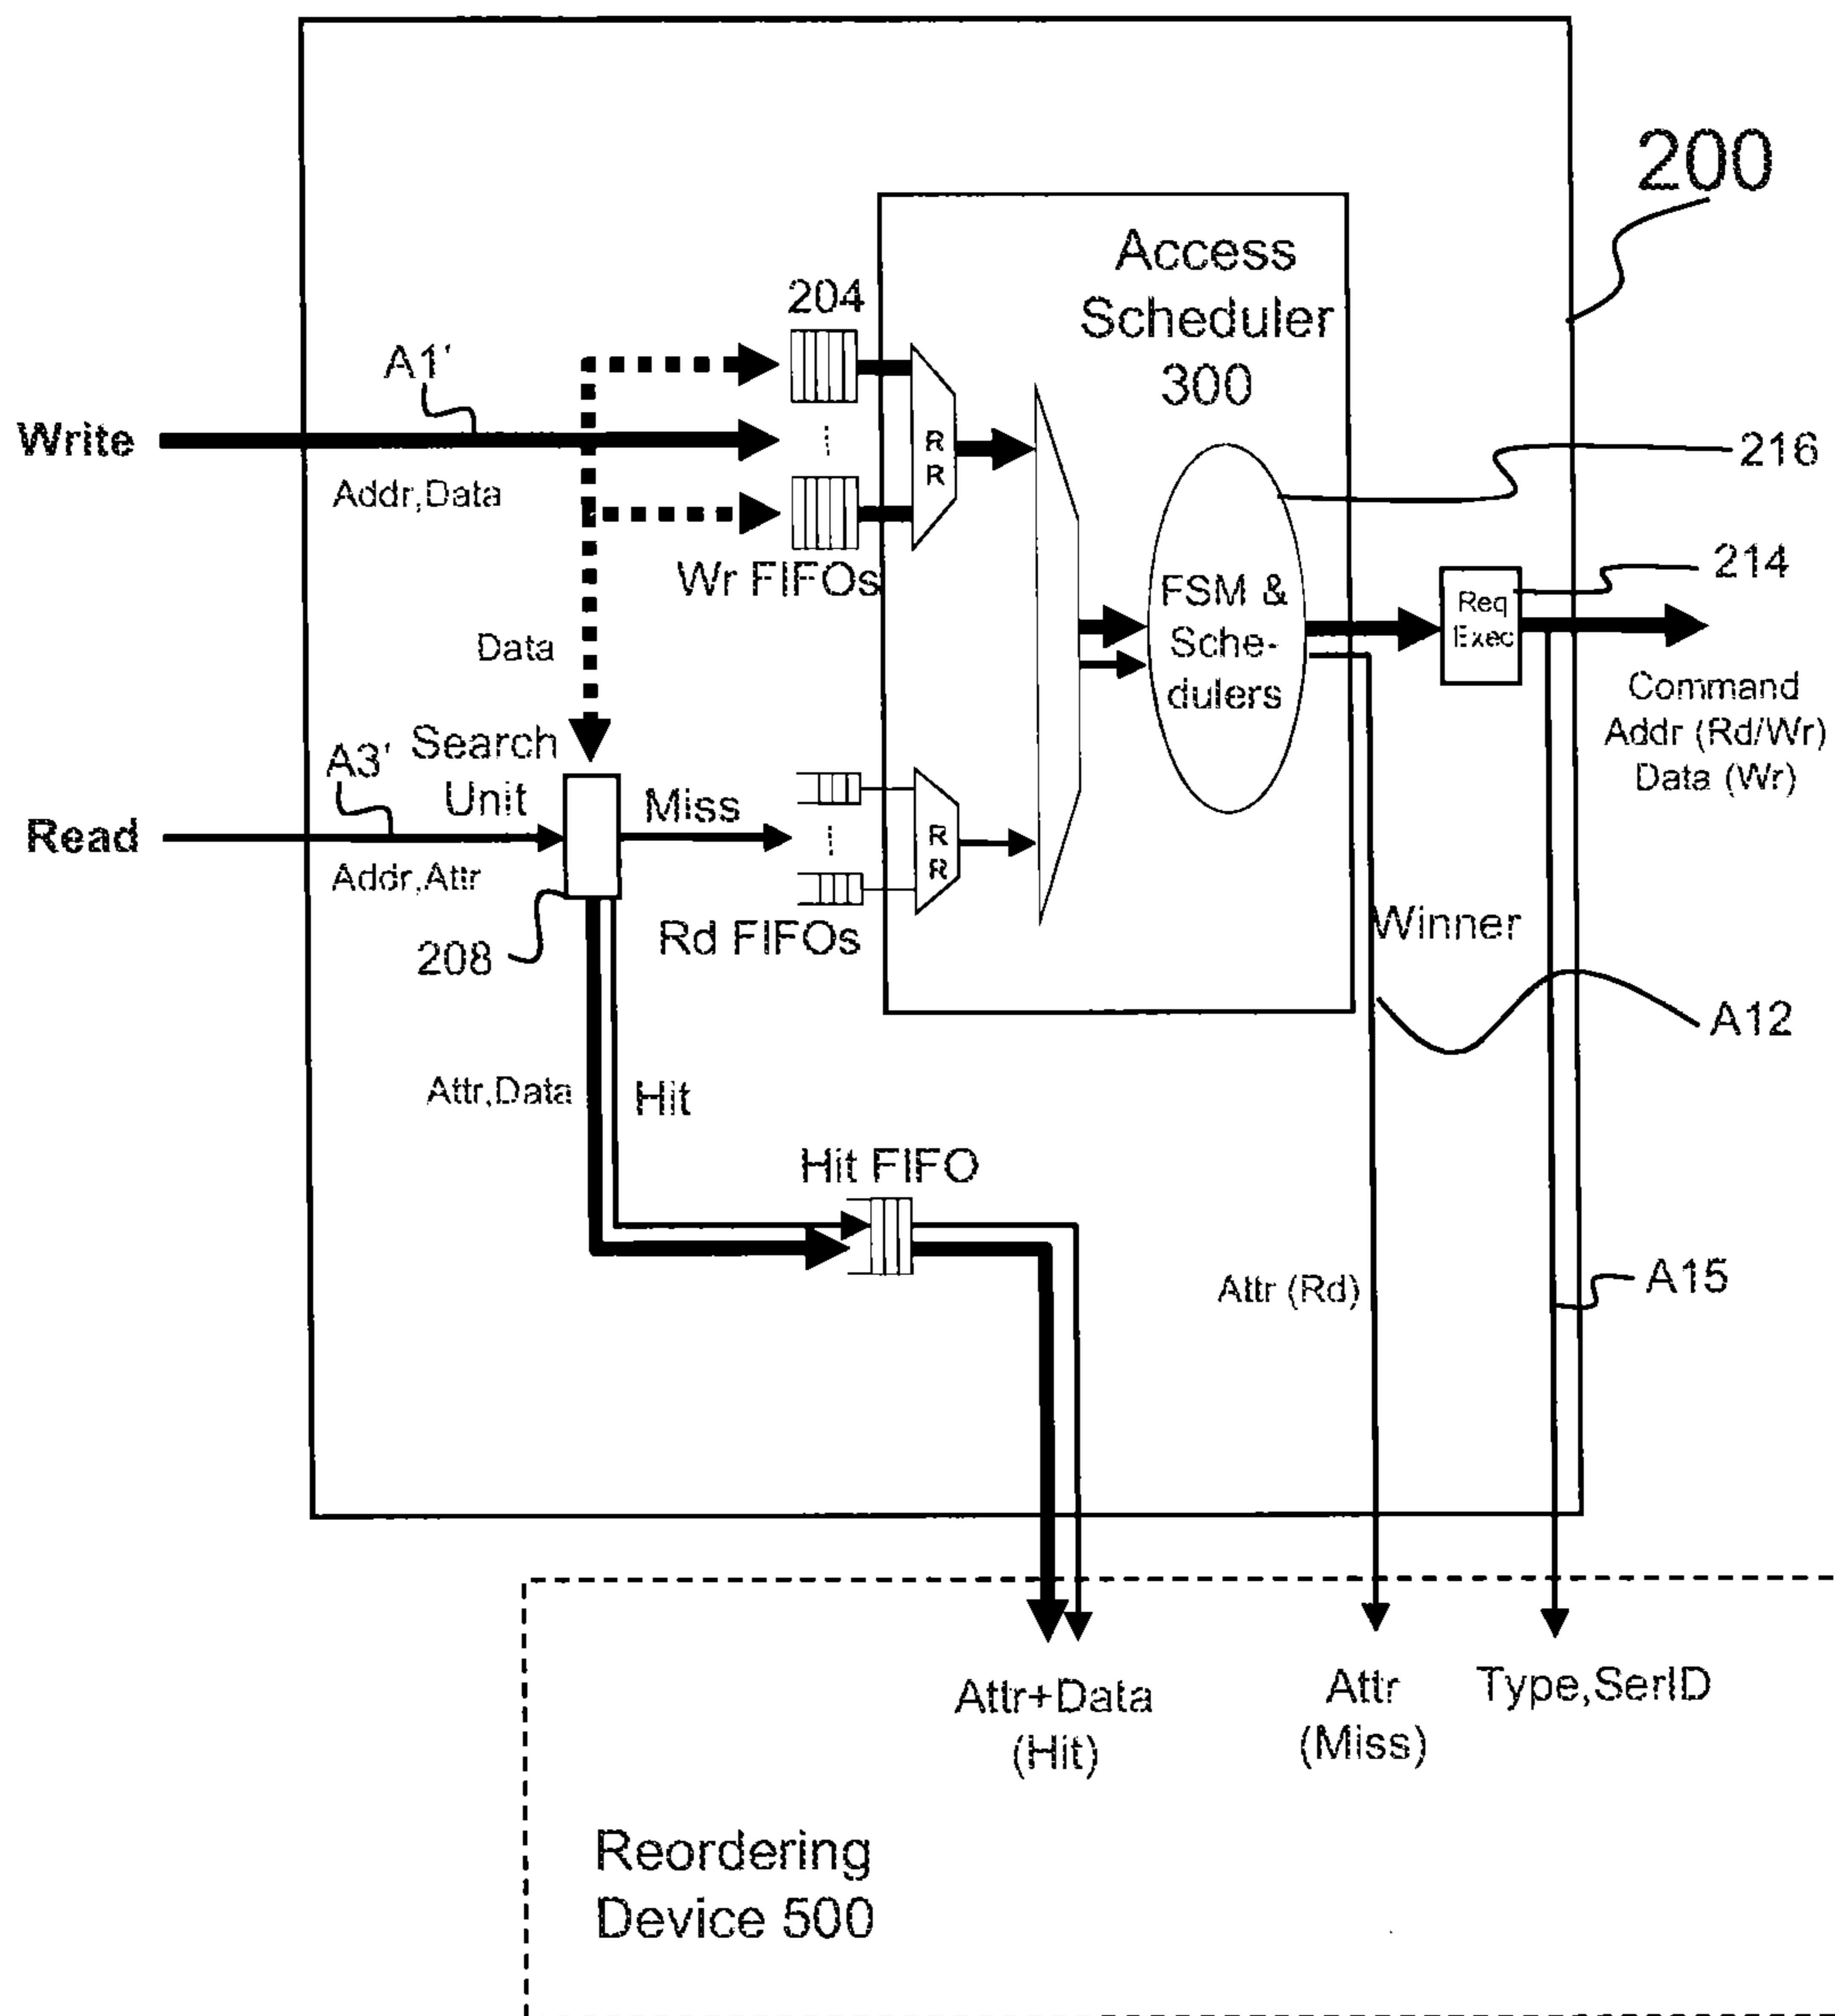 200
Access
Scheduler
300
204
A1'
Write
Addr,Data
R
R
216
Wr FIFOs
FSM &
Sche-
dulers
214
Req
Exec
Data
Command
Addr (Rd/Wr)
Data (Wr)
Search
Unit
A3'
Miss
Read
Addr,Attr
R
R
208
Rd FIFOs
Winner
A12
Attr,Data
Hit
Hit FIFO
Attr (Rd)
A15
Attr+Data
(Hit)
Attr
(Miss)
Type,SerID
Reordering
Device 500